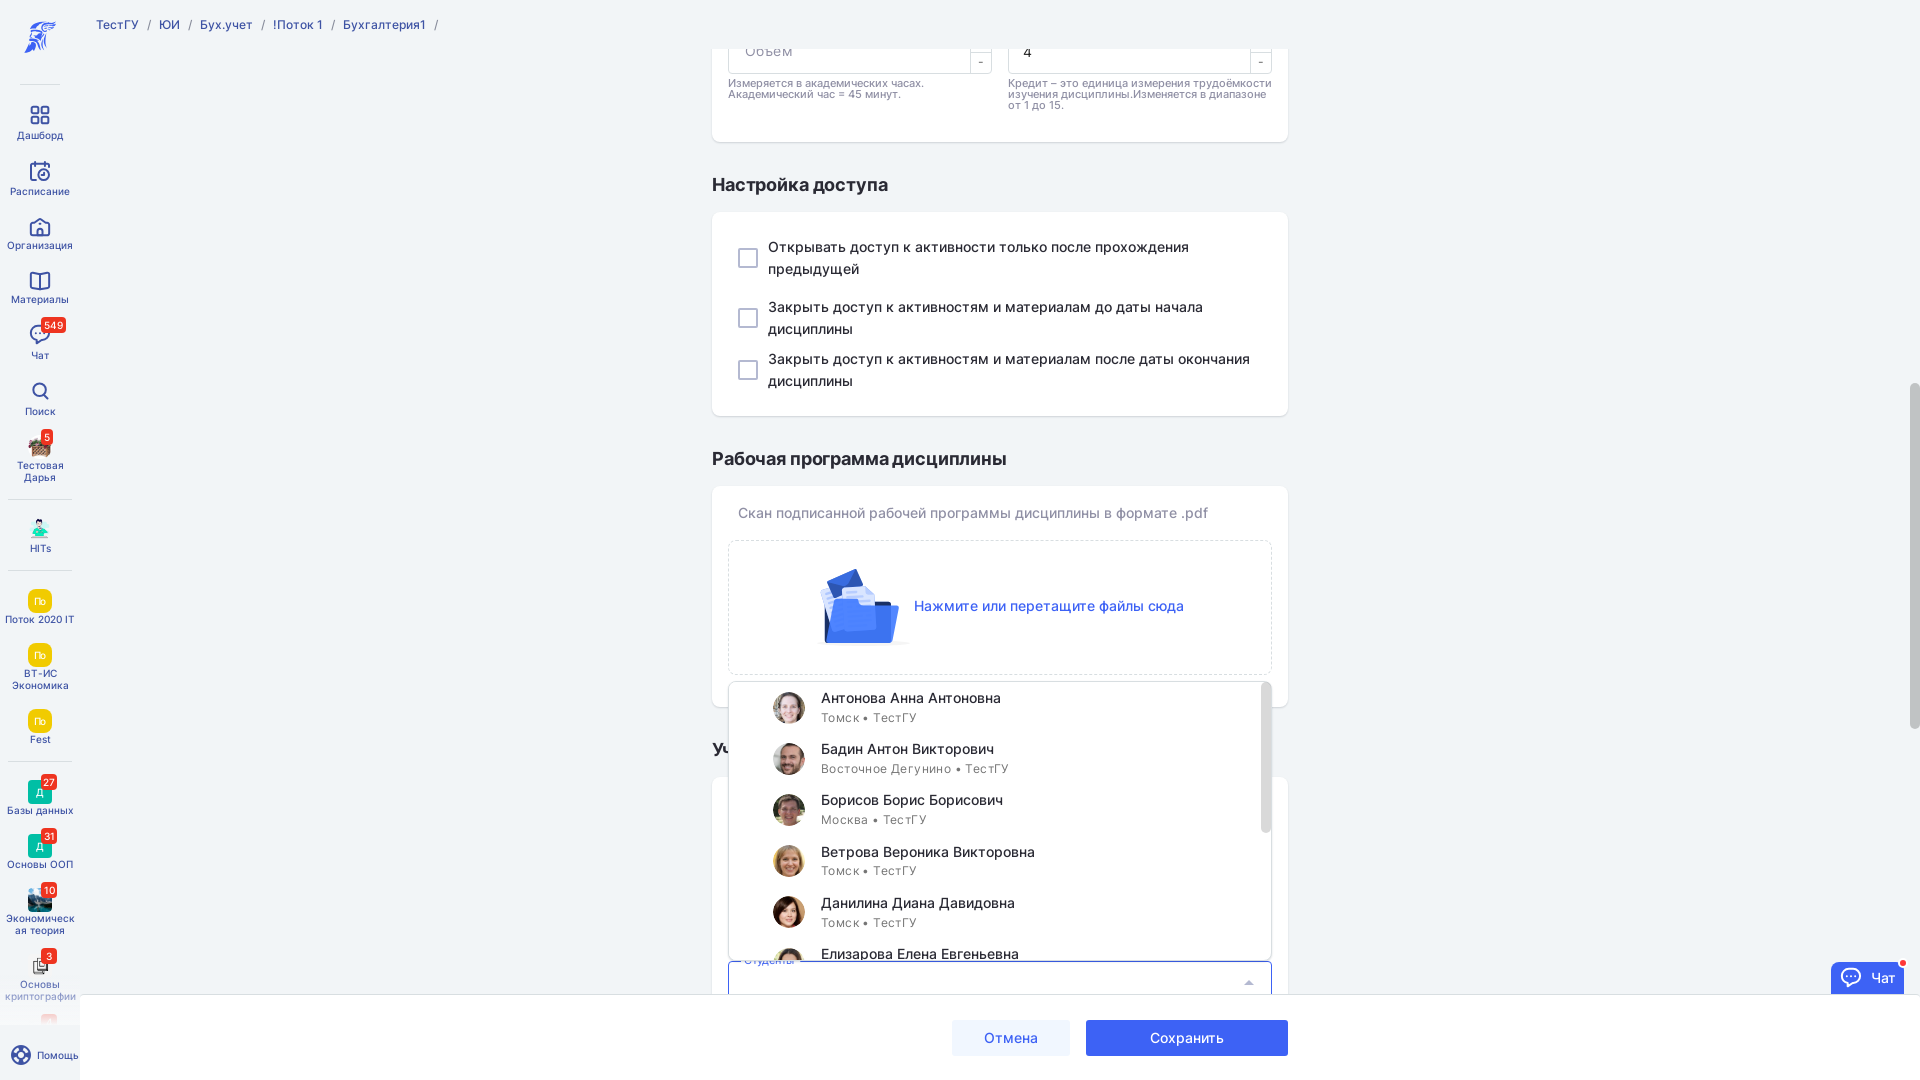 ТестГУ / ЮИ / Бух.учет / !Поток 1 / Бухгалтерия1 /
Дашборд
Расписание
Организация
Материалы
549
Чат
Поиск
5
Тестовая
Дарья
HITs
По
Поток 2020 IT
По
ВТ-ИС
Экономика
По
Fest
27
Д
Базы данных
31
Д
Основы ООП
10
Экономическ
ая теория
3
Основы
криптографии
Помощь
Объем
-
4
-
Измеряется в академических часах.
Академический час = 45 минут.
Кредит – это единица измерения трудоёмкости
изучения дисциплины.Изменяется в диапазоне
от 1 до 15.
Настройка доступа
Открывать доступ к активности только после прохождения
предыдущей
Закрыть доступ к активностям и материалам до даты начала
дисциплины
Закрыть доступ к активностям и материалам после даты окончания
дисциплины
Рабочая программа дисциплины
Скан подписанной рабочей программы дисциплины в формате .pdf
Нажмите или перетащите файлы сюда
Антонова Анна Антоновна
Томск • ТестГУ
Бадин Антон Викторович
Восточное Дегунино • ТестГУ
Борисов Борис Борисович
Москва • ТестГУ
Ветрова Вероника Викторовна
Томск • ТестГУ
Данилина Диана Давидовна
Томск • ТестГУ
Елизарова Елена Евгеньевна
Студенты
Чат
Отмена
Сохранить